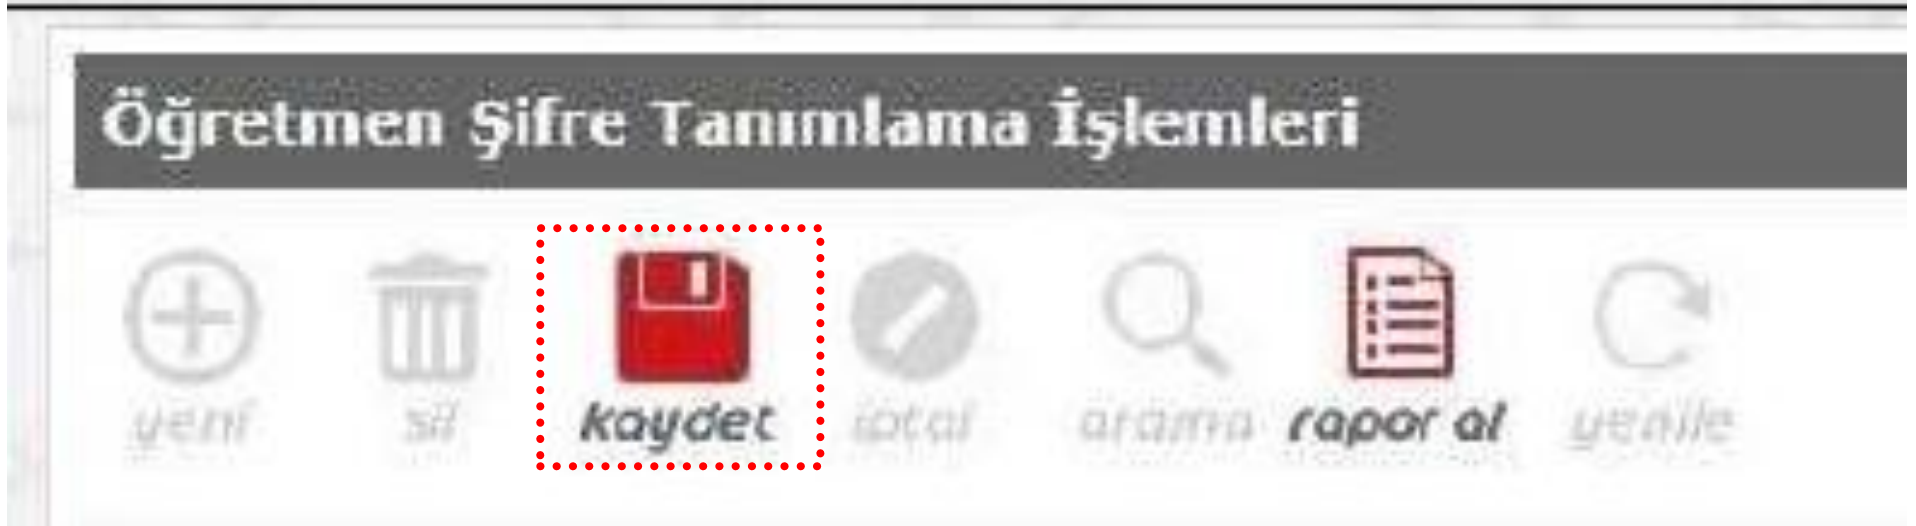 Öğretmen Şifre Tanımlama İşlemleri
yeni sil kaydet iptal arama rapor al yenile